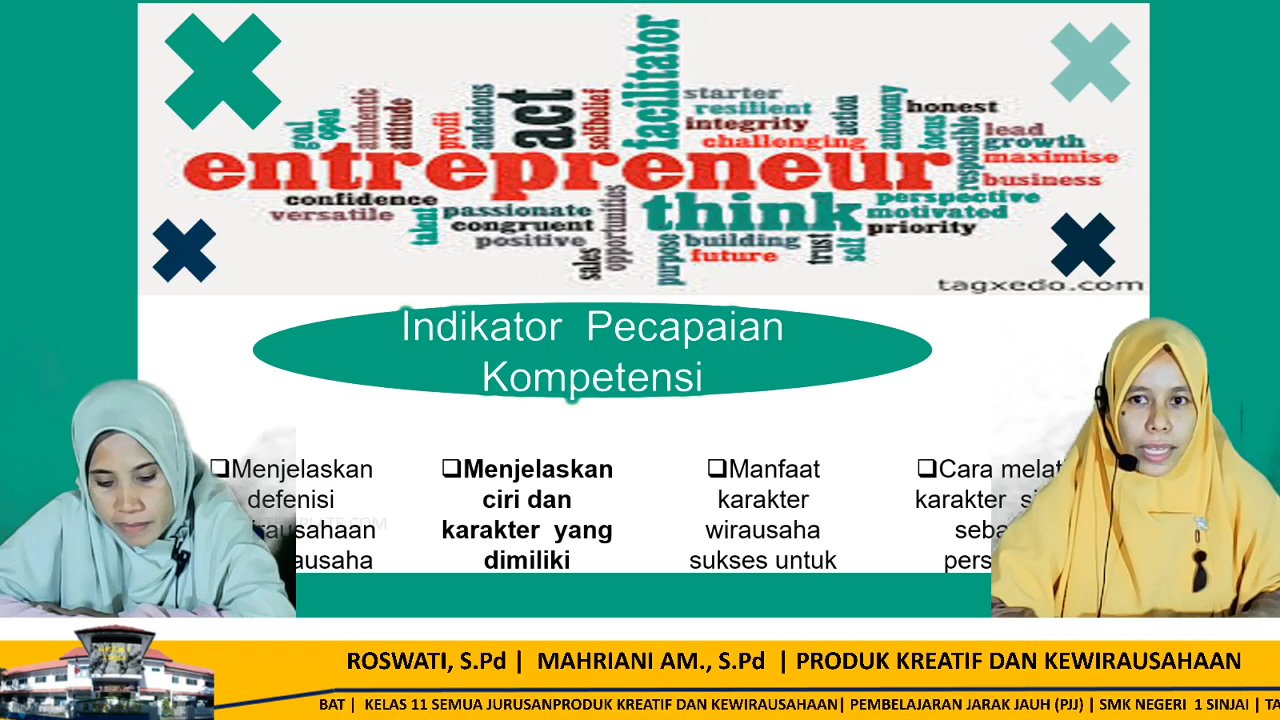 facilitator
starter
resilient
integrity
challenging
action
autonomy
honest
focus
responsible
lead
growth
maximise
business
goal
open
authentic
attitude
profit
audacious
act
selfbelief
entrepreneur
confidence
versatile
talent
passionate
congruent
positive
sales
opportunities
think
purpose
building
future
trust
self
perspective
motivated
priority
tagxedo.com
Indikator Pecapaian
Kompetensi
❑Menjelaskan
defenisi
❑Menjelaskan
ciri dan
karakter yang
dimiliki
❑Manfaat
karakter
wirausaha
sukses untuk
❑Cara
karakter
ROSWATI, S.Pd | MAHRIANI AM., S.Pd | PRODUK KREATIF DAN KEWIRAUSAHAAN
BAT | KELAS 11 SEMUA JURUSANPRODUK KREATIF DAN KEWIRAUSAHAAN| PEMBELAJARAN JARAK JAUH (PJJ) | SMK NEGERI 1 SINJAI | TA